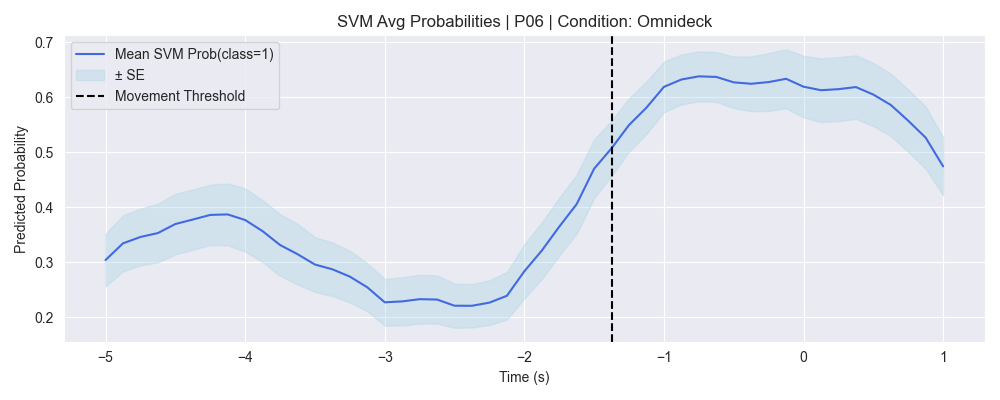 SVM Avg Probabilities | P06 | Condition: Omnideck
Mean SVM Prob(class=1)
± SE
Movement Threshold
Predicted Probability
0.7
0.6
0.5
0.4
0.3
0.2
−5
−4
−3
−2
−1
0
1
Time (s)